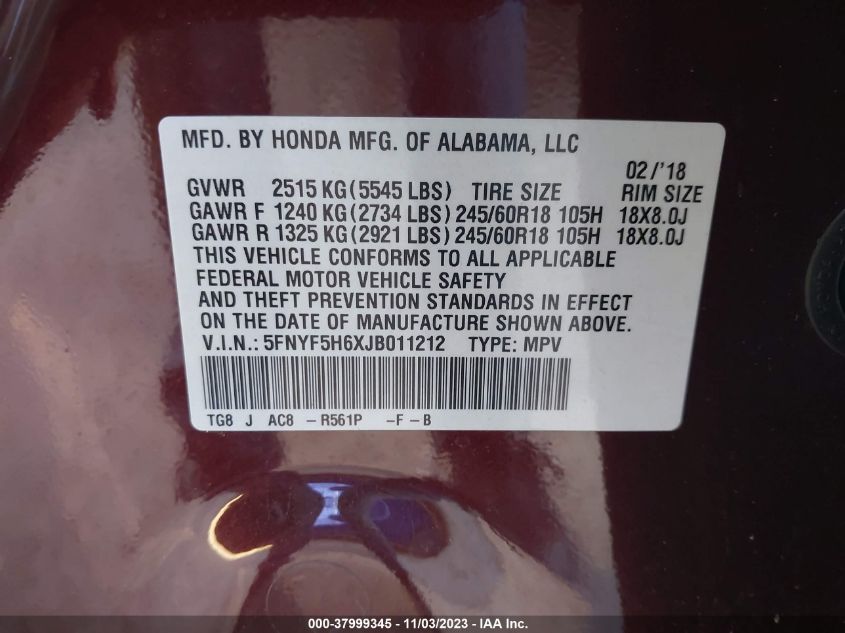 MFD. BY HONDA MFG. OF ALABAMA, LLC
02/'18
GVWR 2515 KG (5545 LBS) TIRE SIZE RIM SIZE
GAWR F 1240 KG (2734 LBS) 245/60R18 105H 18X8.0J
GAWR R 1325 KG (2921 LBS) 245/60R18 105H 18X8.0J
THIS VEHICLE CONFORMS TO ALL APPLICABLE
FEDERAL MOTOR VEHICLE SAFETY
AND THEFT PREVENTION STANDARDS IN EFFECT
ON THE DATE OF MANUFACTURE SHOWN ABOVE.
V.I.N.: 5FNYF5H6XJB011212 TYPE: MPV
TG8 J AC8 -R561P -F-B
000-37999345 - 11/03/2023 - IAA Inc.